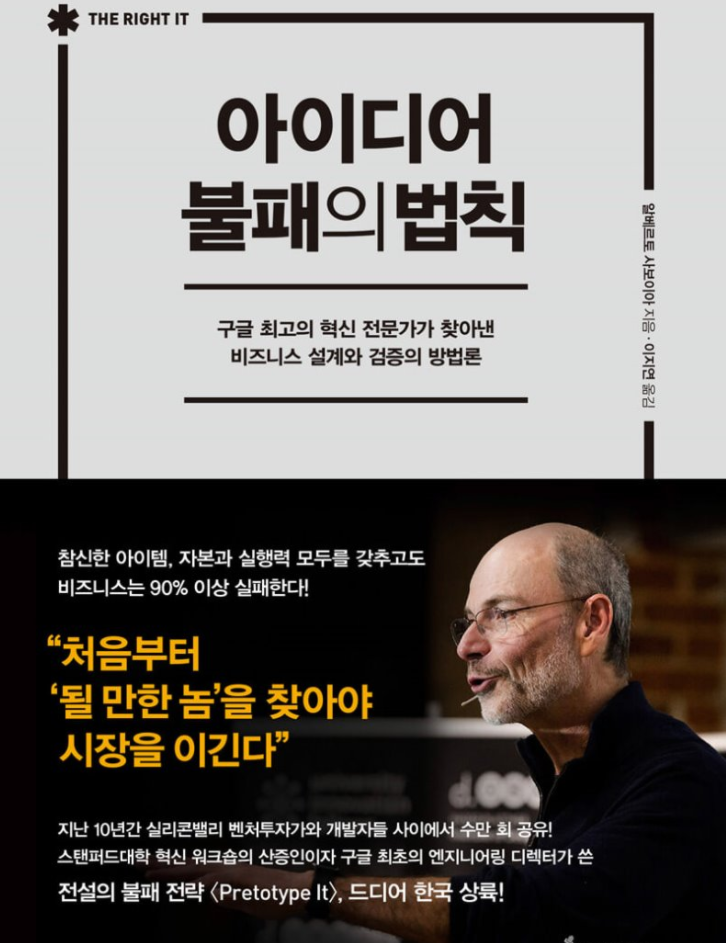 THE RIGHT IT
아이디어
불패의 법칙
구글 최고의 혁신 전문가가 찾아낸
비즈니스 설계와 검증의 방법론
알베르토 사보이아 지음 · 이지연 옮김
참신한 아이템, 자본과 실행력 모두를 갖추고도
비즈니스는 90% 이상 실패한다!
“처음부터
‘될 만한 놈’을 찾아야
시장을 이긴다”
d.
지난 10년간 실리콘밸리 벤처투자가와 개발자들 사이에서 수만 회 공유!
스탠퍼드대학 혁신 워크숍의 산증인이자 구글 최초의 엔지니어링 디렉터가 쓴
전설의 불패 전략 〈Pretotype It〉, 드디어 한국 상륙!